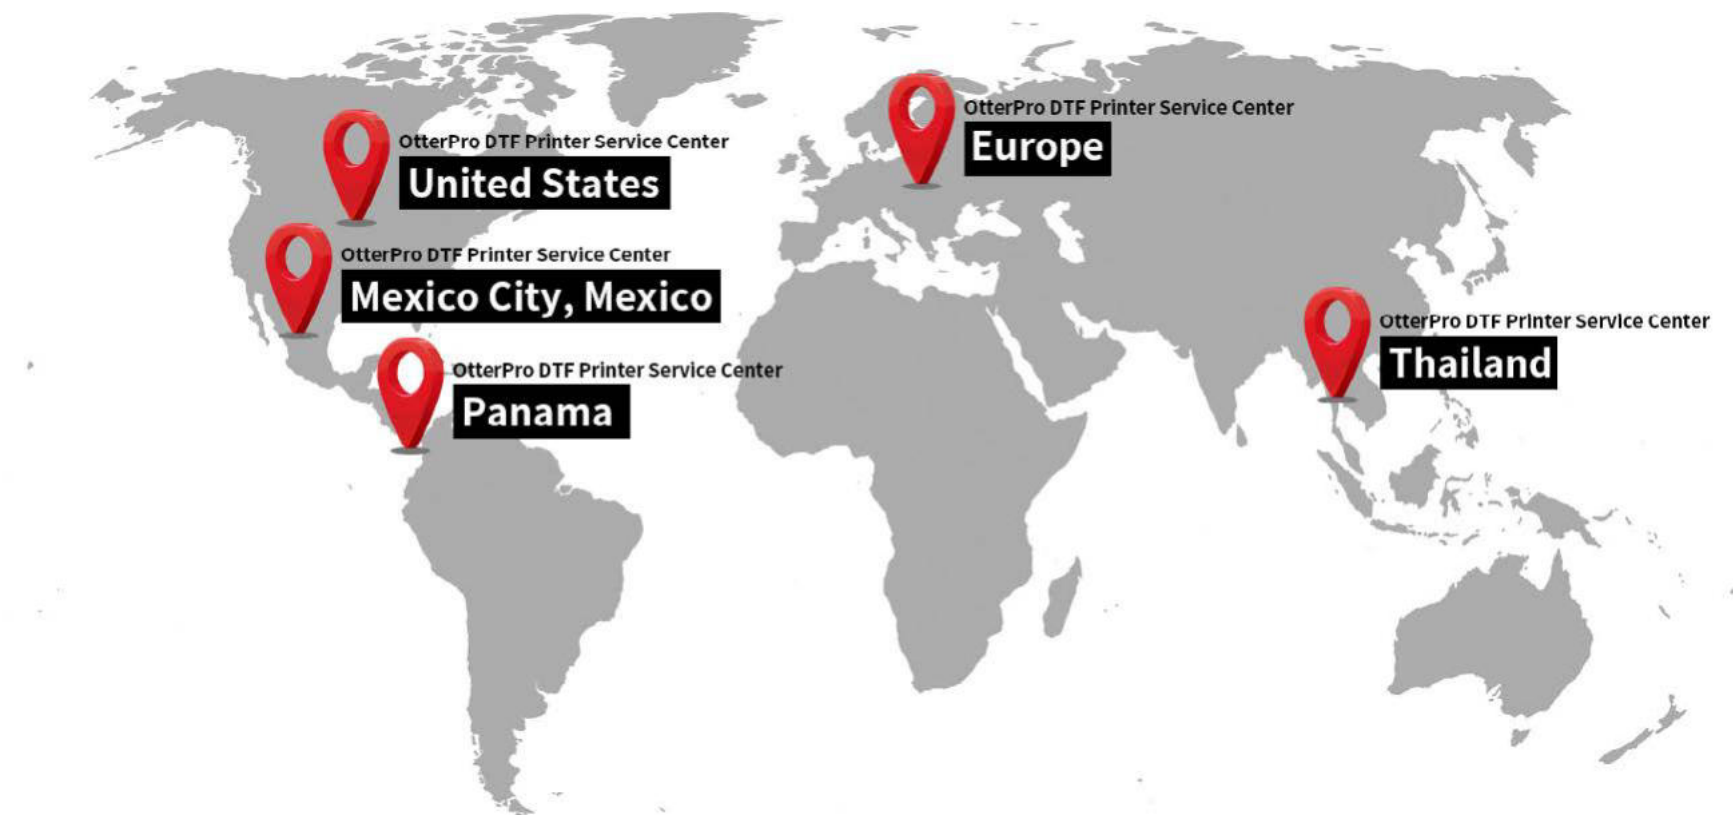 OtterPro DTF Printer Service Center
Europe
OtterPro DTF Printer Service Center
United States
OtterPro DTF Printer Service Center
Mexico City, Mexico
OtterPro DTF Printer Service Center
Thailand
OtterPro DTF Printer Service Center
Panama